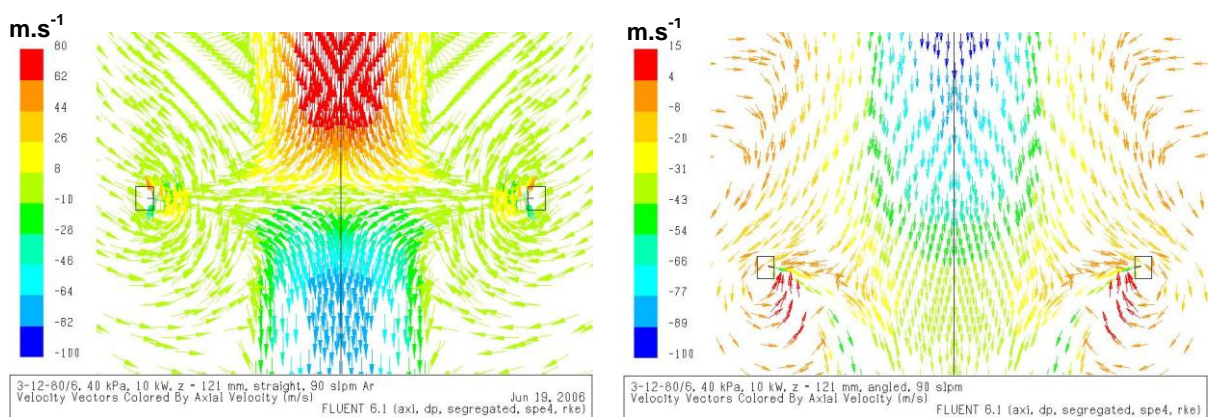 m.s-1
80
62
44
26
8
-10
-28
-46
-64
-82
-100
3-12-80/6, 40 kPa, 10 kW, z - 121 mm, straight, 90 slpm Ar
Velocity Vectors Colored By Axial Velocity (m/s)
Jun 19, 2006
FLUENT 6.1 (axi, dp, segregated, spe4, rke)
m.s-1
15
4
-8
-20
-31
-43
-54
-66
-77
-89
-100
3-12-80/6, 40 kPa, 10 kW, z - 121 mm, angled, 90 slpm
Velocity Vectors Colored By Axial Velocity (m/s)
FLUENT 6.1 (axi, dp, segregated, spe4, rke)